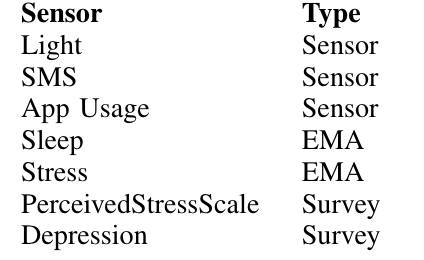 Sensor Type
Light Sensor
SMS Sensor
App Usage Sensor
Sleep EMA
Stress EMA
PerceivedStressScale Survey
Depression Survey